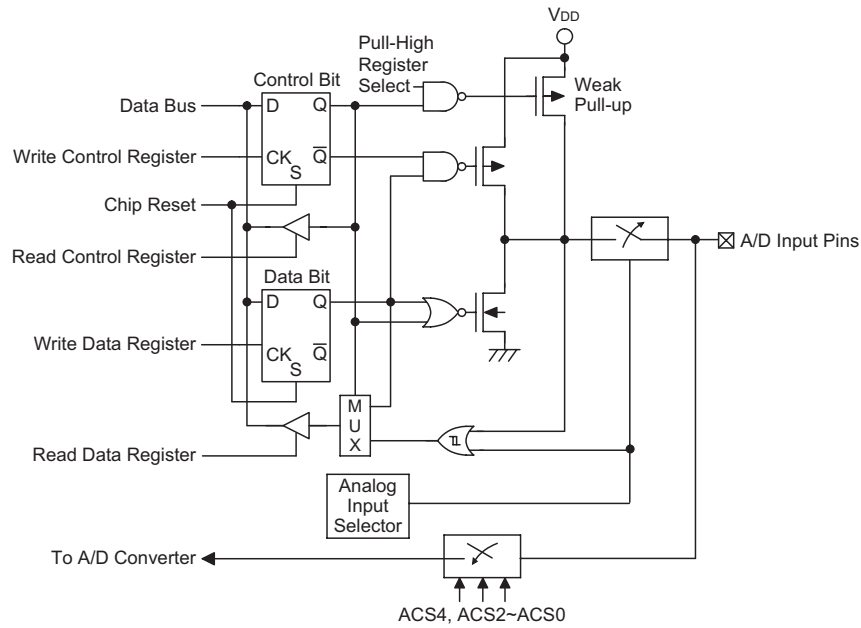 VDD
Pull-High
Register
Select
Control Bit
Weak
Pull-up
Data Bus
D
Q
Write Control Register
CK
Q̅
S
Chip Reset
Read Control Register
A/D Input Pins
Data Bit
D
Q
Write Data Register
CK
Q̅
S
M
U
X
Read Data Register
Analog
Input
Selector
To A/D Converter
ACS4, ACS2~ACS0